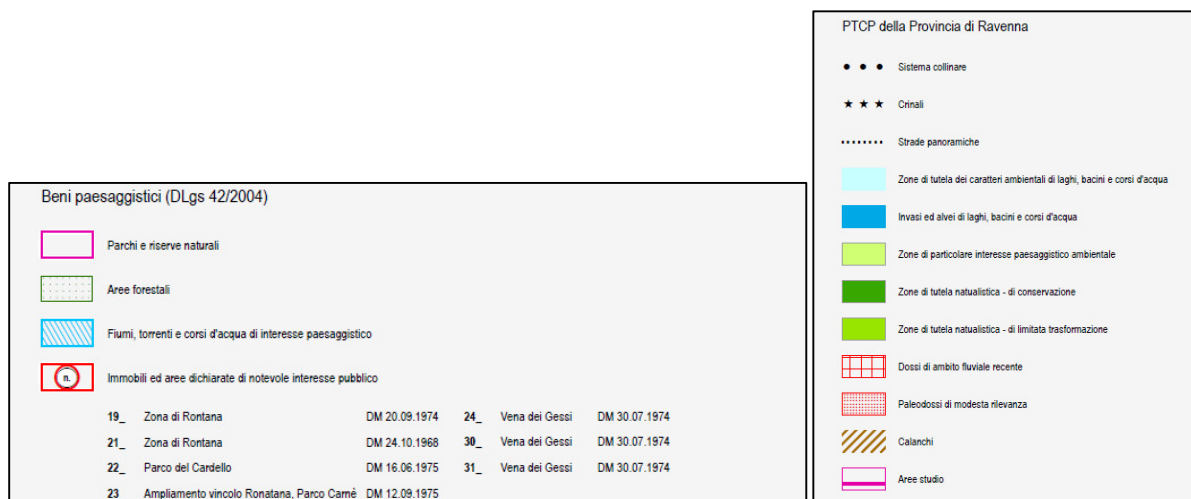 Beni paesaggistici (DLgs 42/2004)
Parchi e riserve naturali
Aree forestali
Fiumi, torrenti e corsi d'acqua di interesse paesaggistico
n. Immobili ed aree dichiarate di notevole interesse pubblico
19_ Zona di Rontana DM 20.09.1974 24_ Vena dei Gessi DM 30.07.1974
21_ Zona di Rontana DM 24.10.1968 30_ Vena dei Gessi DM 30.07.1974
22_ Parco del Cardello DM 16.06.1975 31_ Vena dei Gessi DM 30.07.1974
23 Ampliamento vincolo Ronatana, Parco Carnè DM 12.09.1975
PTCP della Provincia di Ravenna
Sistema collinare
Crinali
Strade panoramiche
Zone di tutela dei caratteri ambientali di laghi, bacini e corsi d'acqua
Invasi ed alvei di laghi, bacini e corsi d'acqua
Zone di particolare interesse paesaggistico ambientale
Zone di tutela natualistica - di conservazione
Zone di tutela natualistica - di limitata trasformazione
Dossi di ambito fluviale recente
Paleodossi di modesta rilevanza
Calanchi
Aree studio